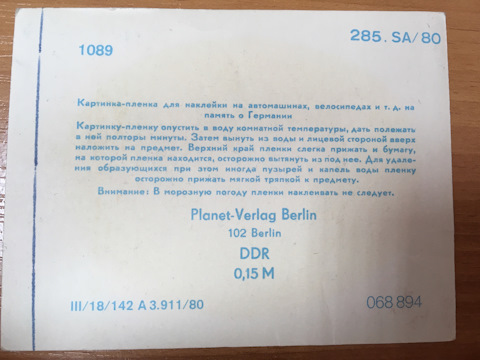 285. SA/80
1089
Картинка-пленка для наклейки на автомашинах, велосипедах и т. д. на
память о Германии
Картинку-пленку опустить в воду комнатной температуры, дать полежать
в ней полторы минуты. Затем вынуть из воды и лицевой стороной вверх
наложить на предмет. Верхний край пленки слегка прижать и бумагу,
на которой пленка находится, осторожно вытянуть из под нее. Для удале-
ния образующихся при этом иногда пузырей и капель воды пленку
осторожно прижать мягкой тряпкой к предмету.
Внимание: В морозную погоду пленки наклеивать не следует.
Planet-Verlag Berlin
102 Berlin
DDR
0,15 M
III/18/142 A 3.911/80
068894